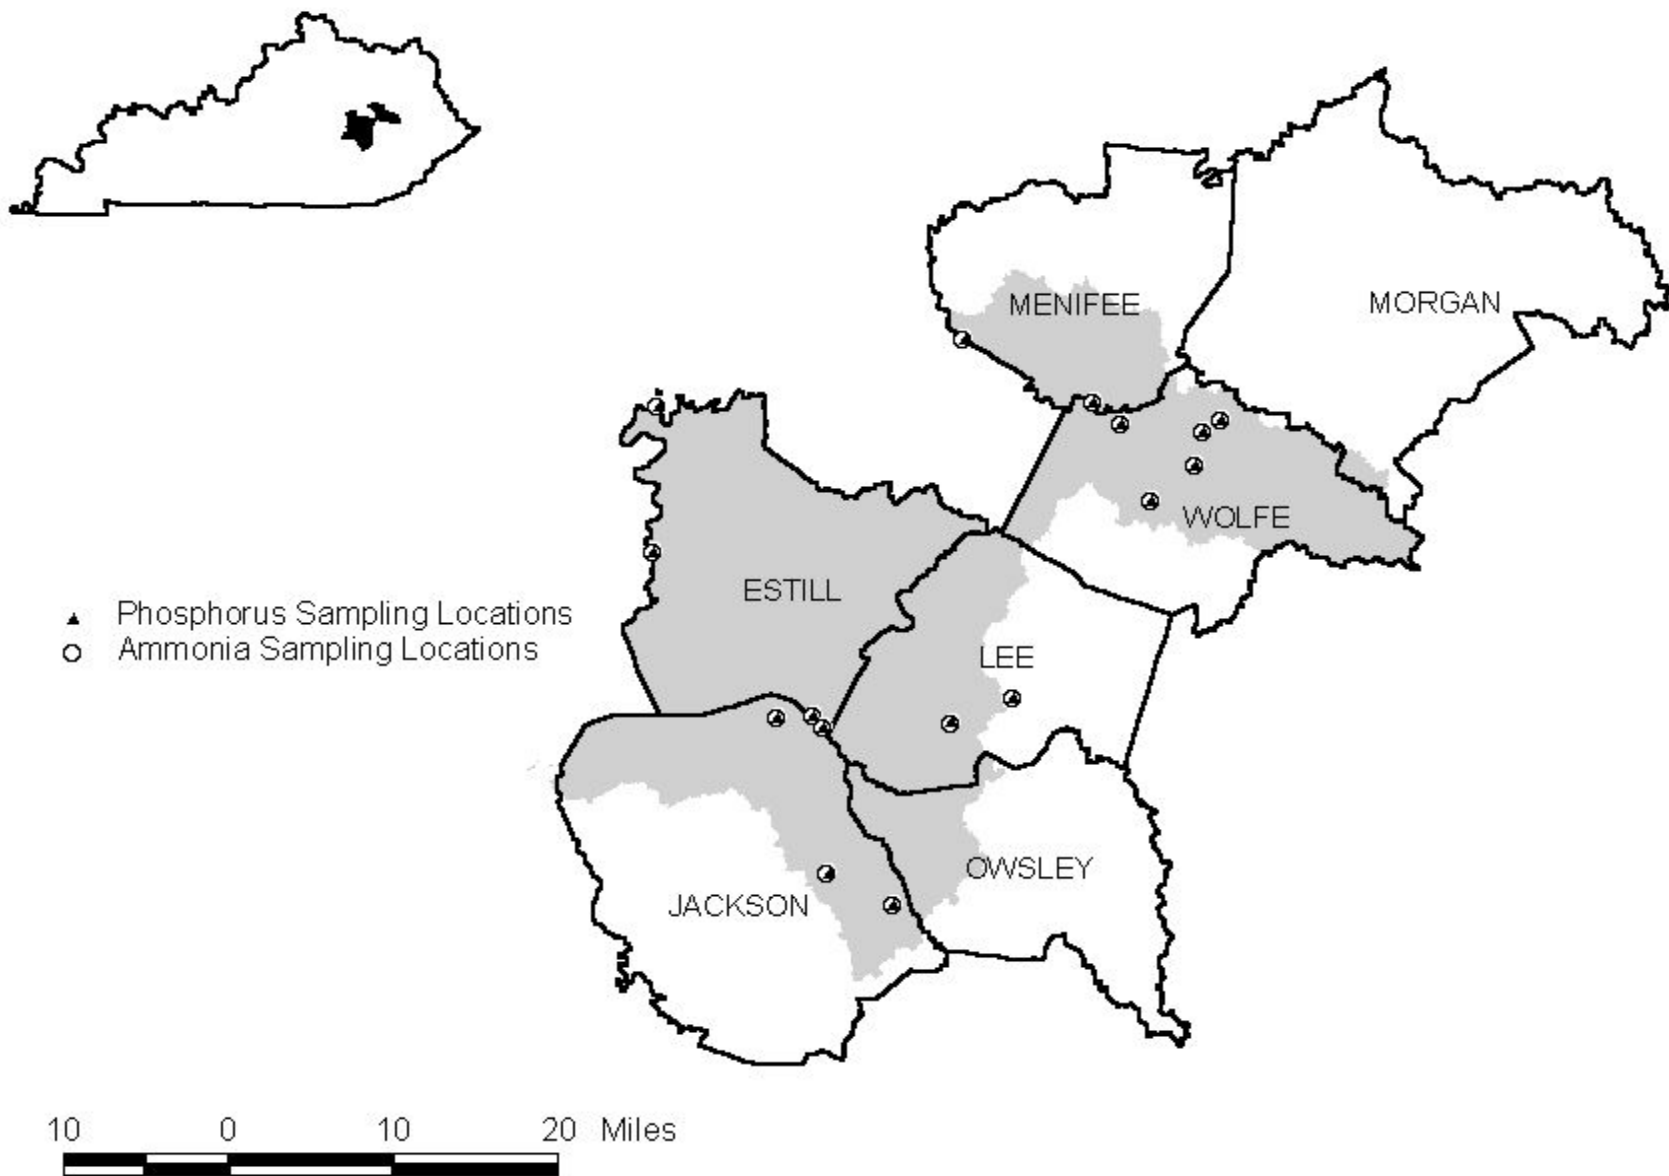 MENIFEE
MORGAN
WOLFE
ESTILL
Phosphorus Sampling Locations
Ammonia Sampling Locations
LEE
OWSLEY
JACKSON
10 0 10 20 Miles